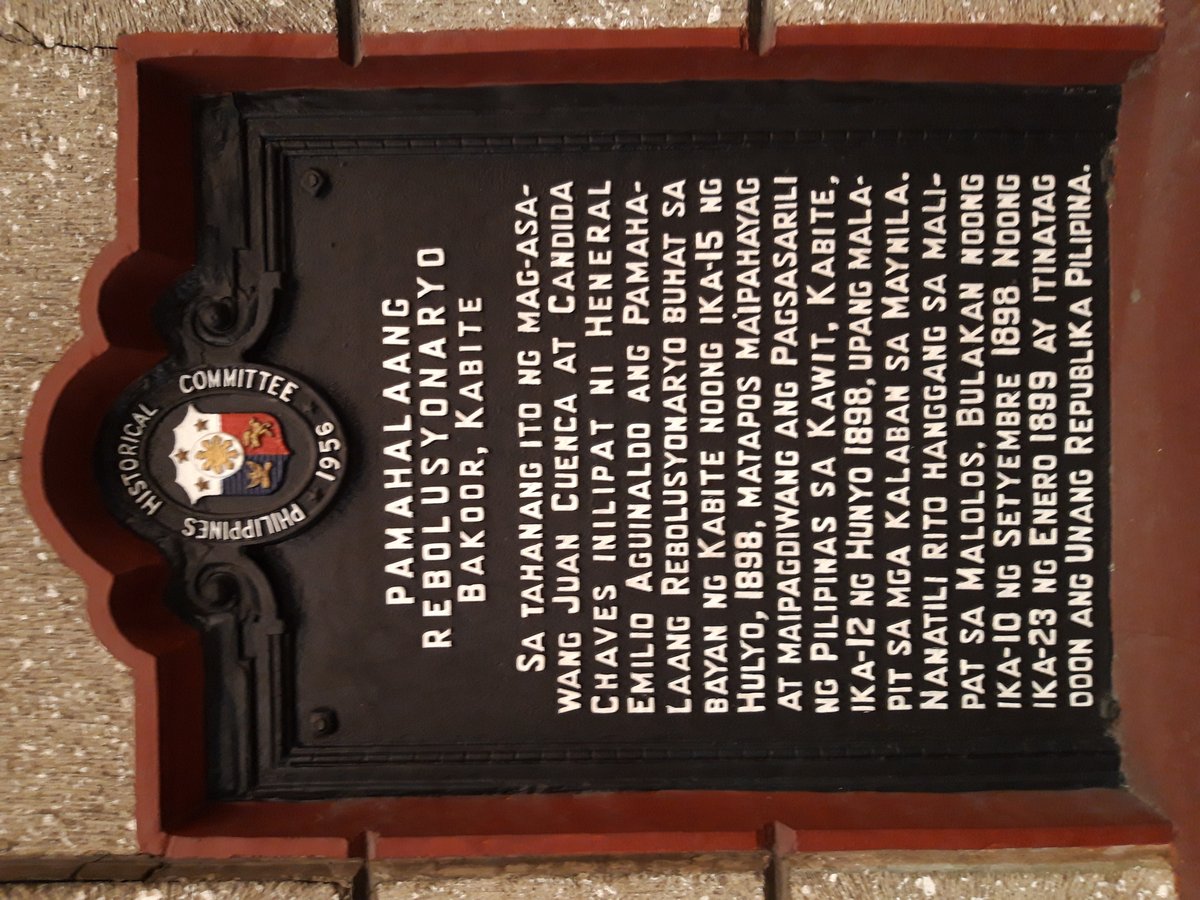 PHILIPPINES HISTORICAL COMMITTEE
1956
PAMAHALAANG
REBOLUSYONARYO
BAKOOR, KABITE
SA TAHANANG ITO NG MAG-ASA-
WANG JUAN CUENCA AT CANDIDA
CHAVES INILIPAT NI HENERAL
EMILIO AGUINALDO ANG PAMAHA-
LAANG REBOLUSYONARYO BUHAT SA
BAYAN NG KABITE NOONG IKA-15 NG
HULYO, 1898, MATAPOS MAIPAHAYAG
AT MAIPAGDIWANG ANG PAGSASARILI
NG PILIPINAS SA KAWIT, KABITE,
IKA-12 NG HUNYO 1898, UPANG MALA-
PIT SA MGA KALABAN SA MAYNILA.
NANATILI RITO HANGGANG SA MALI-
PAT SA MALOLOS, BULAKAN NOONG
IKA-10 NG SETYEMBRE 1898 NOONG
IKA-23 NG ENERO 1899 AY ITINATAG
DOON ANG UNANG REPUBLIKA PILIPINA.